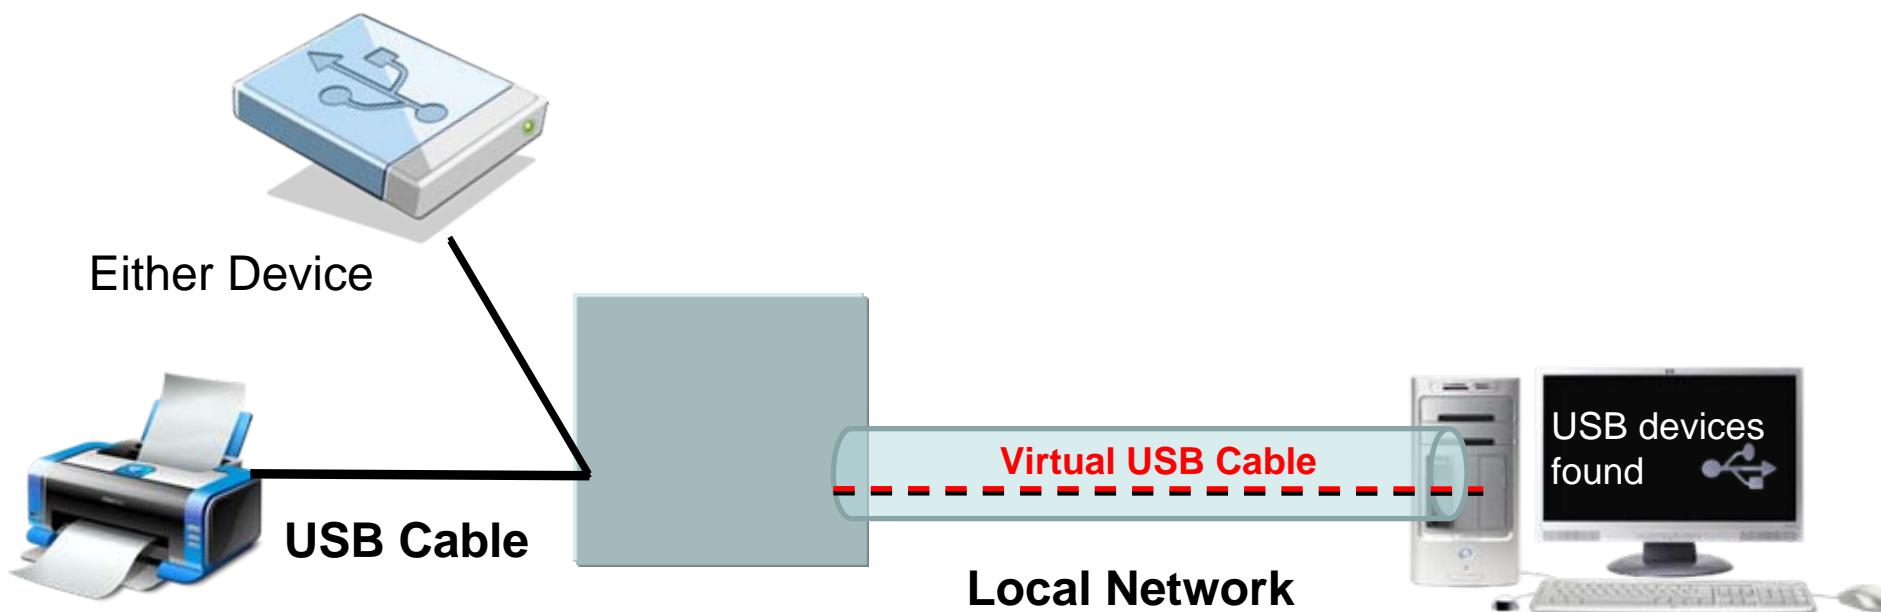 Either Device
USB Cable
Virtual USB Cable
Local Network
USB devices
found